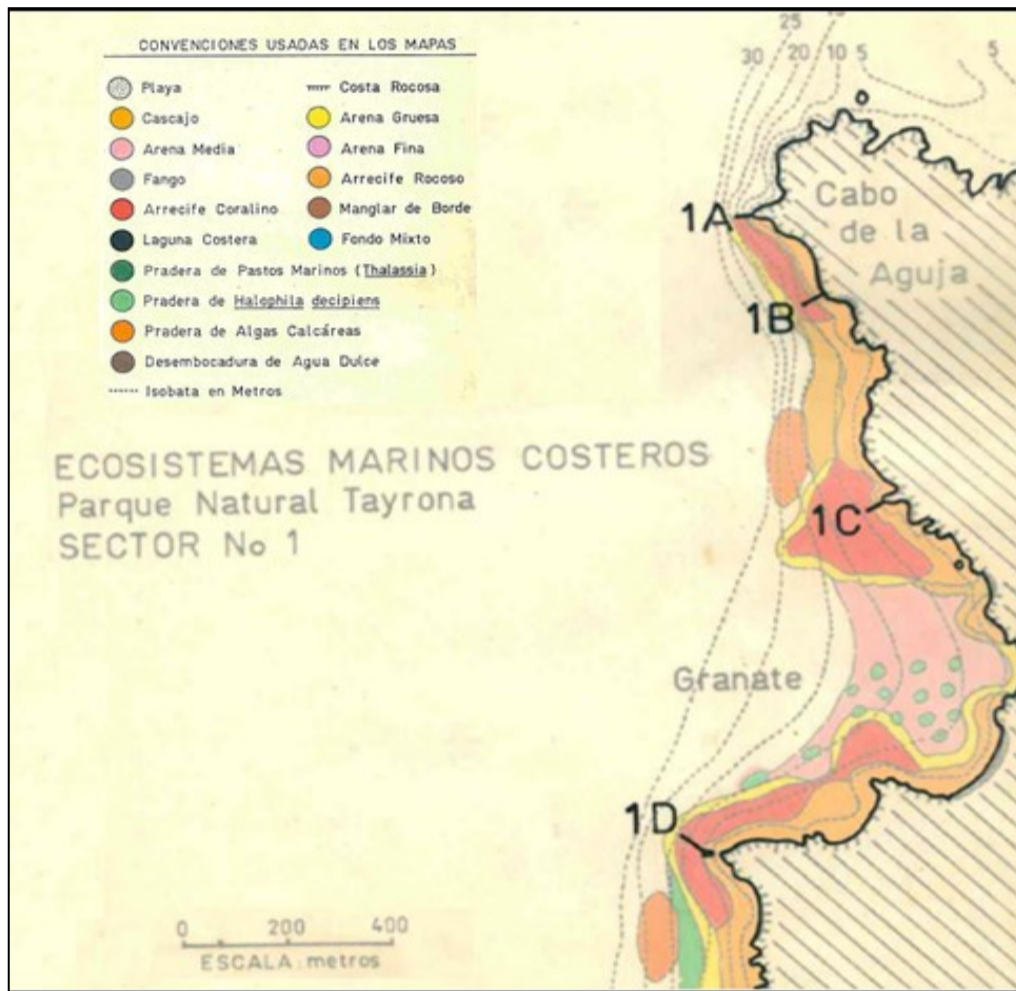 CONVENCIONES USADAS EN LOS MAPAS
Playa
Cascajo
Arena Media
Fango
Arrecife Coralino
Laguna Costera
Pradera de Pastos Marinos (Thalassia)
Pradera de Halophila decipiens
Pradera de Algas Calcáreas
Desembocadura de Agua Dulce
Isobata en Metros
Costa Rocosa
Arena Gruesa
Arena Fina
Arrecife Rocoso
Manglar de Borde
Fondo Mixto
25
30 20 10 5
5
Cabo
de la
Aguja
1A
1B
ECOSISTEMAS MARINOS COSTEROS
Parque Natural Tayrona
SECTOR No 1
1C
Granate
1D
0 200 400
ESCALA: metros